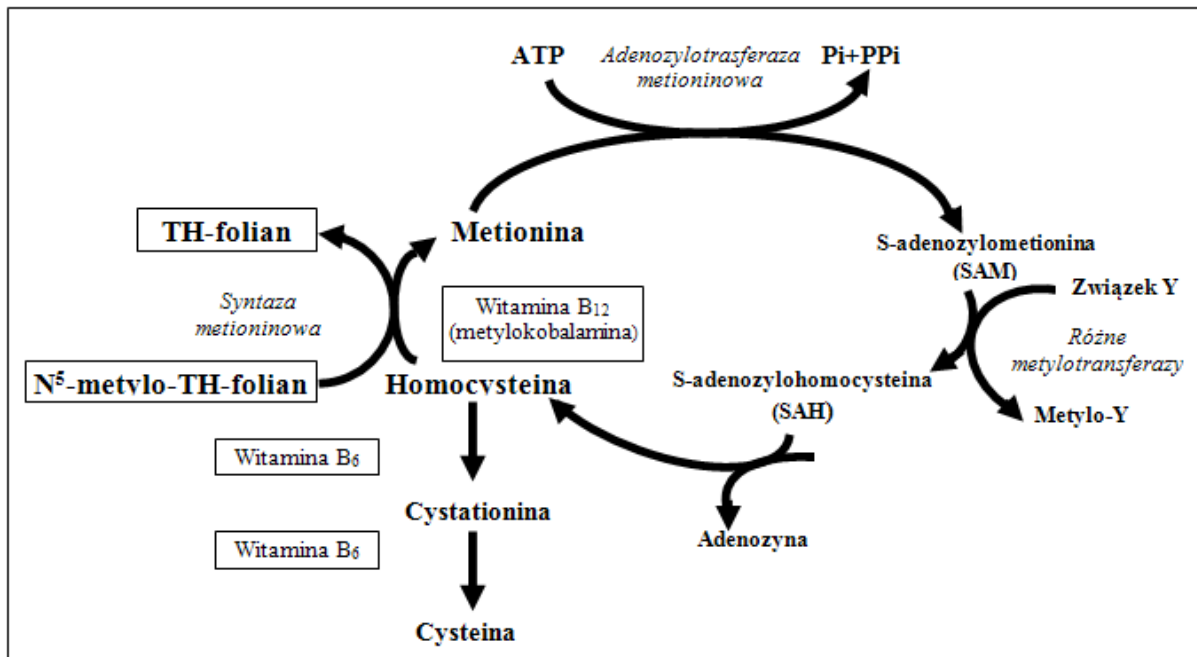 ATP
Adenozylotrasferaza
metioninowa
Pi+PPi
TH-folian
Metionina
S-adenozylometionina
(SAM)
Związek Y
Syntaza
metioninowa
Witamina B₁₂
(metylokobalamina)
Różne
metylotransferazy
N⁵-metylo-TH-folian
Homocysteina
S-adenozylohomocysteina
(SAH)
Metylo-Y
Witamina B₆
Cystationina
Adenozyna
Witamina B₆
Cysteina